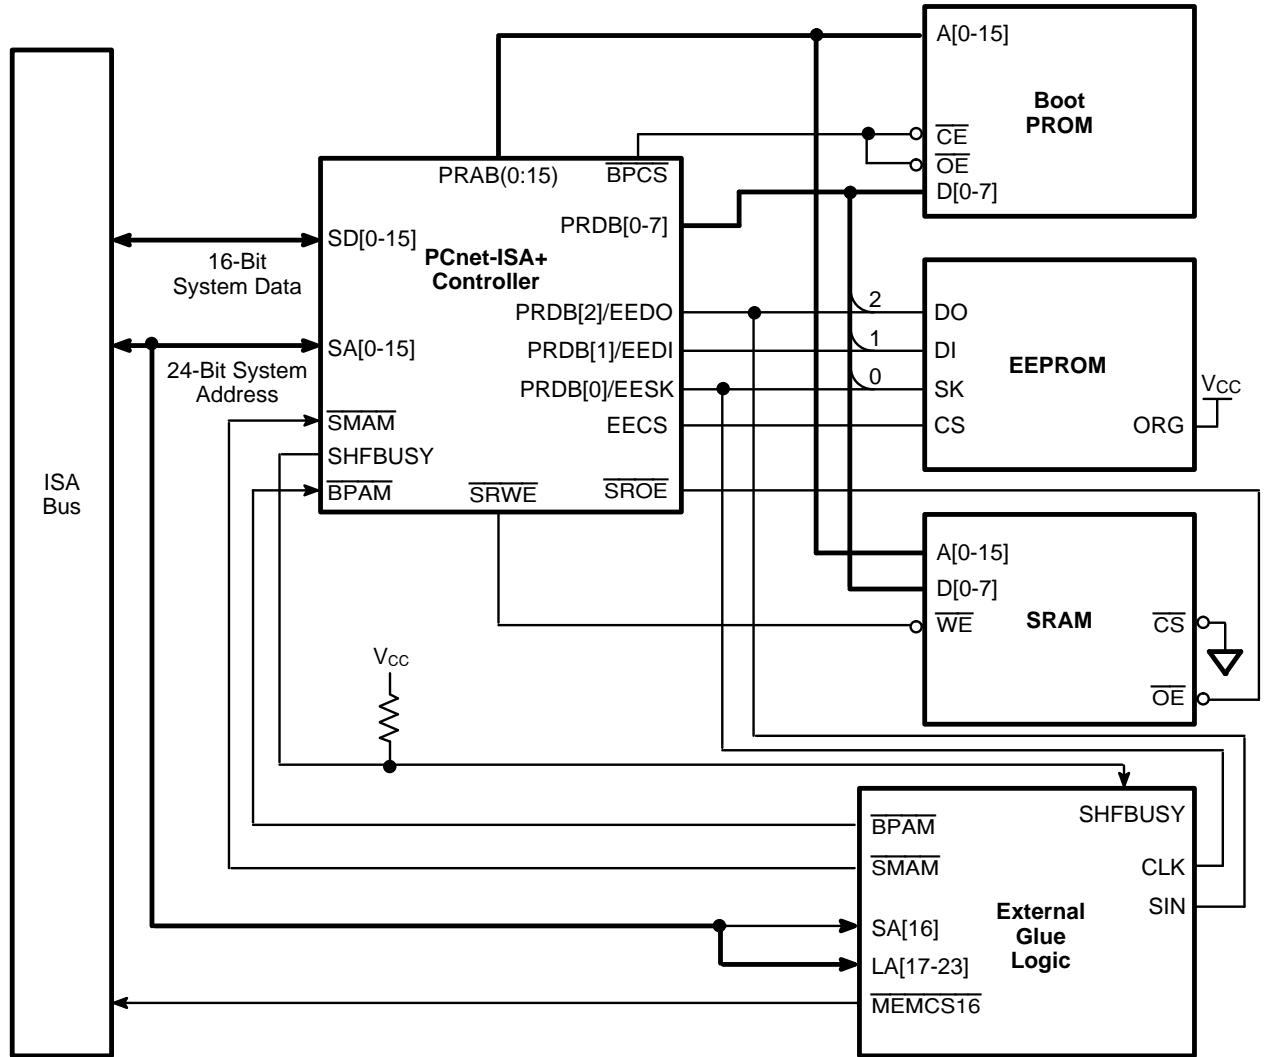 ISA
Bus
16-Bit
System Data
24-Bit System
Address
PRAB(0:15)
BPCS
SD[0-15]
PCnet-ISA+
Controller
PRDB[0-7]
SA[0-15]
PRDB[2]/EEDO
PRDB[1]/EEDI
PRDB[0]/EESK
EECS
SMAM
SHFBUSY
BPAM
SRWE
SROE
A[0-15]
Boot
PROM
CE
OE
D[0-7]
2
1
0
DO
DI
SK
CS
EEPROM
ORG
VCC
A[0-15]
D[0-7]
WE
SRAM
CS
OE
VCC
BPAM
SMAM
SA[16]
LA[17-23]
MEMCS16
SHFBUSY
CLK
SIN
External
Glue
Logic